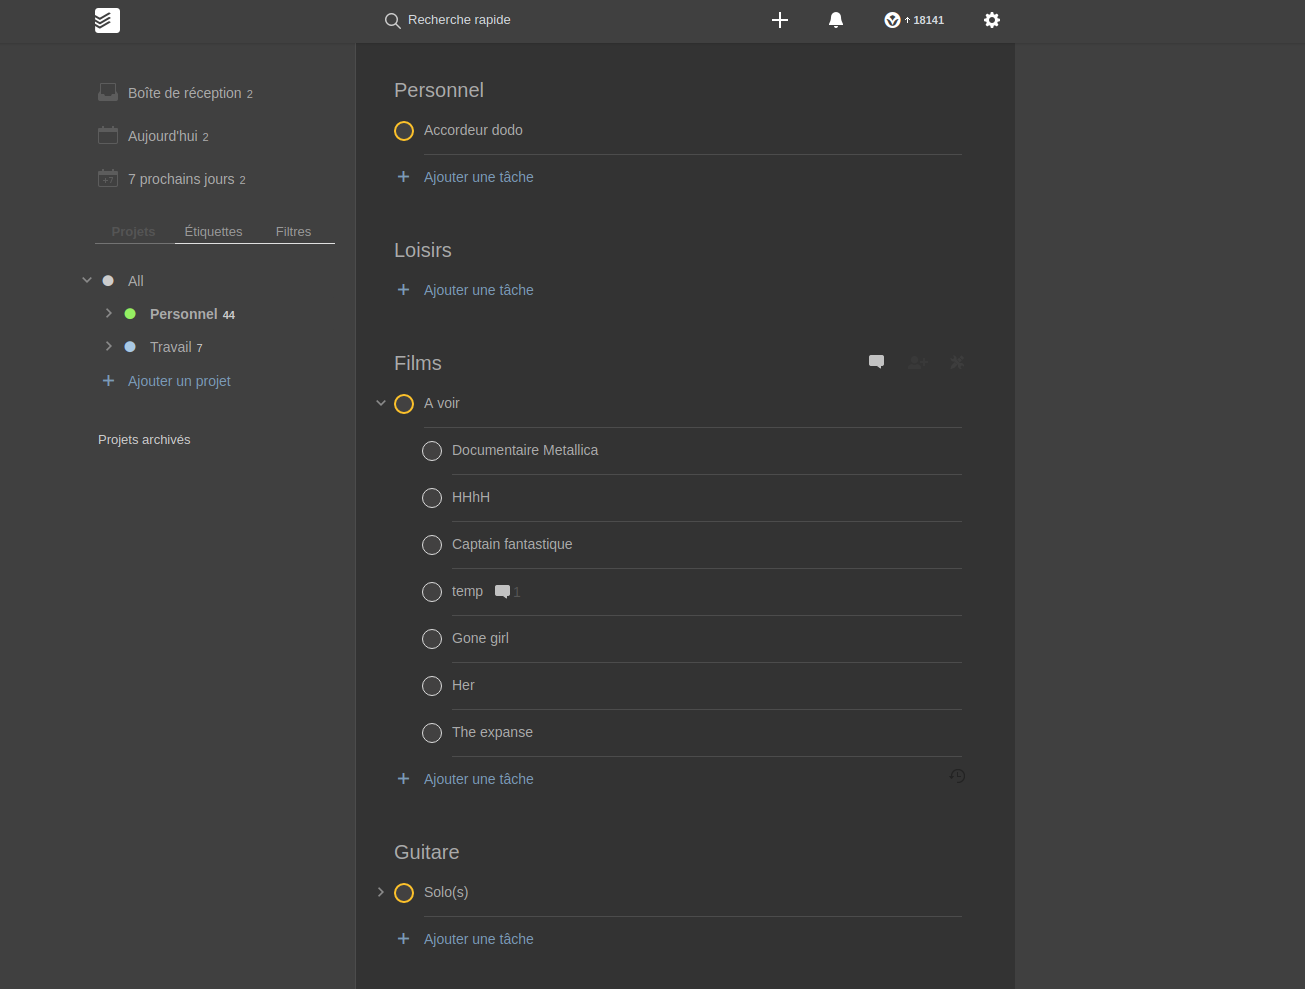 Recherche rapide
18141
Boîte de réception 2
Aujourd'hui 2
+7
7 prochains jours 2
Projets Étiquettes Filtres
All
Personnel 44
Travail 7
Ajouter un projet
Projets archivés
Personnel
Accordeur dodo
Ajouter une tâche
Loisirs
Ajouter une tâche
Films
A voir
Documentaire Metallica
HHhH
Captain fantastique
temp 1
Gone girl
Her
The expanse
Ajouter une tâche
Guitare
Solo(s)
Ajouter une tâche